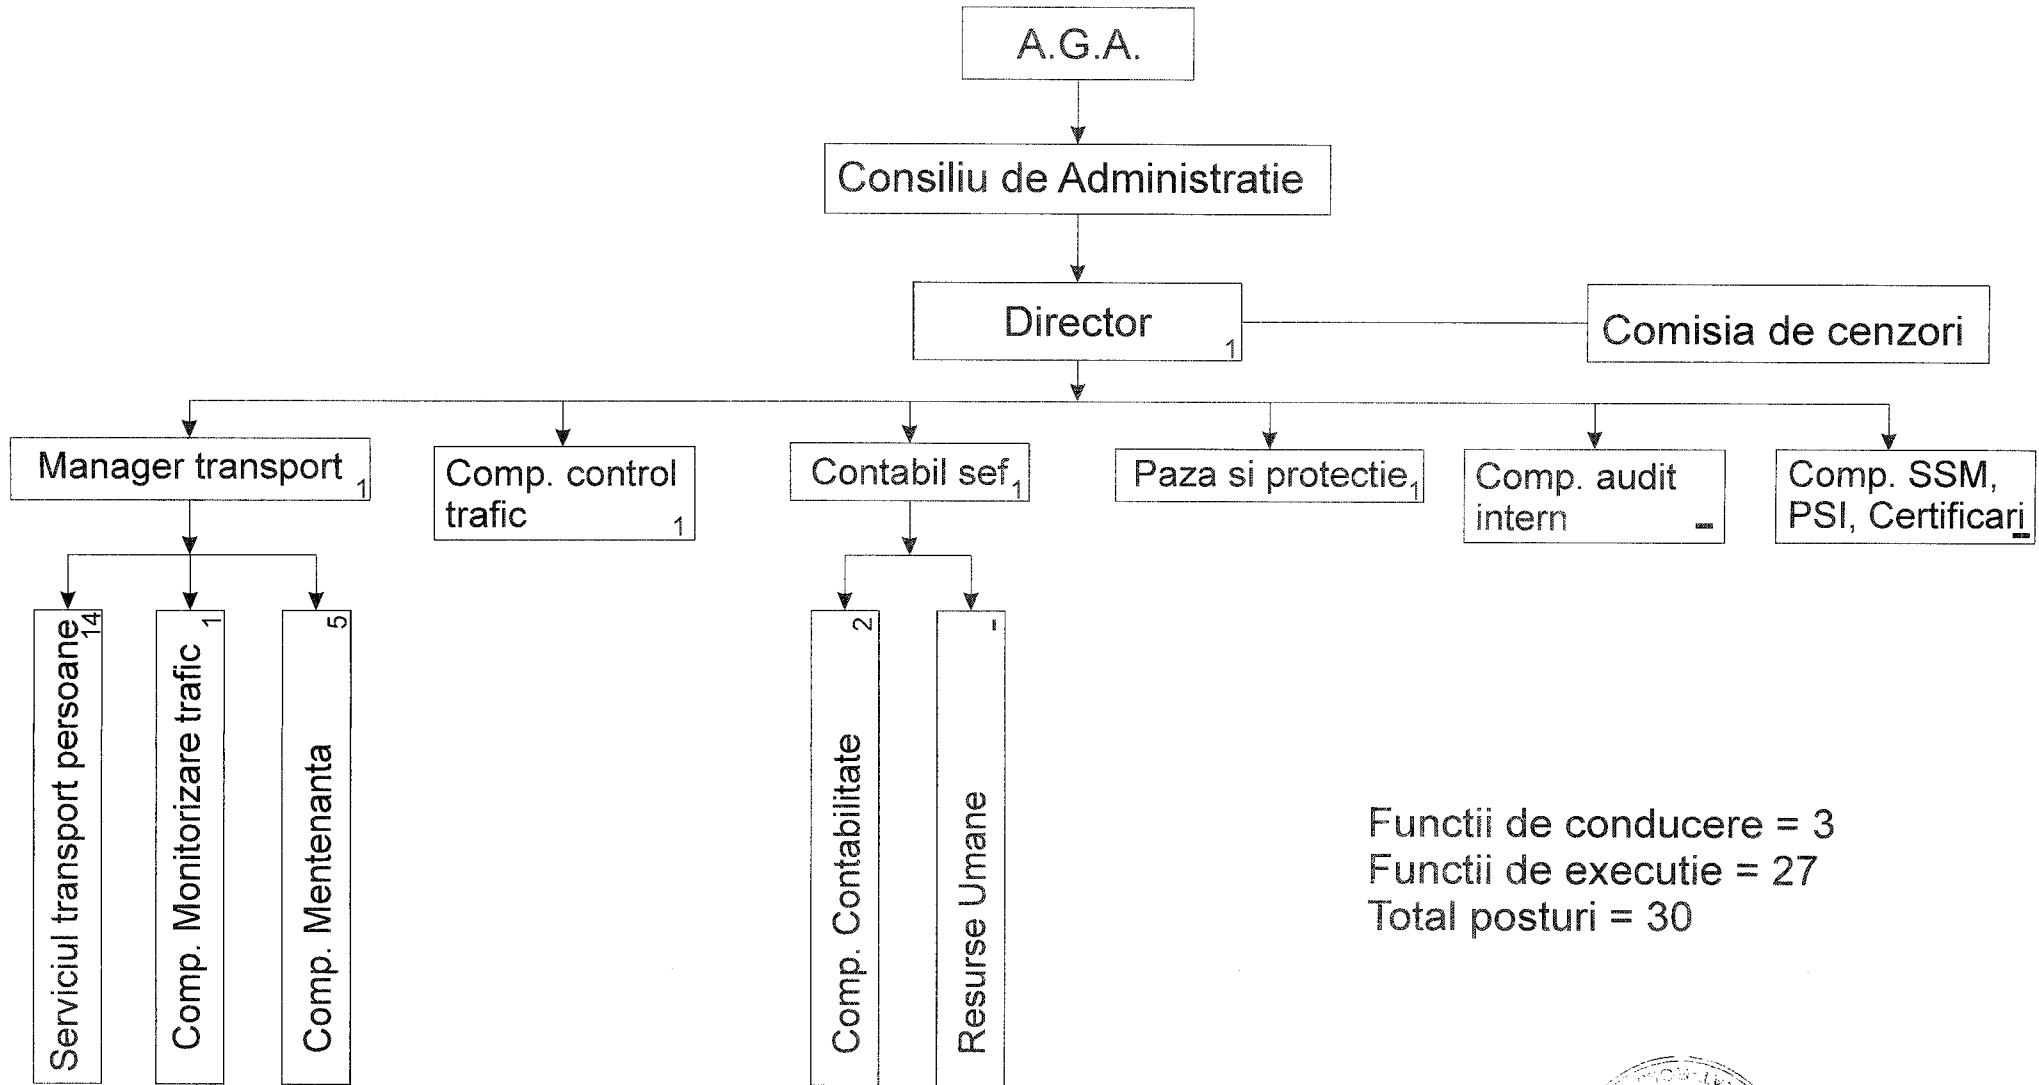 A.G.A.
Consiliu de Administratie
Director
1
Comisia de cenzori
Manager transport
1
Comp. control
trafic
1
Contabil sef
1
Paza si protectie
1
Comp. audit
intern
-
Comp. SSM,
PSI, Certificari
-
Serviciul transport persoane
14
Comp. Monitorizare trafic
1
Comp. Mentenanta
5
Comp. Contabilitate
2
Resurse Umane
-
Functii de conducere = 3
Functii de executie = 27
Total posturi = 30